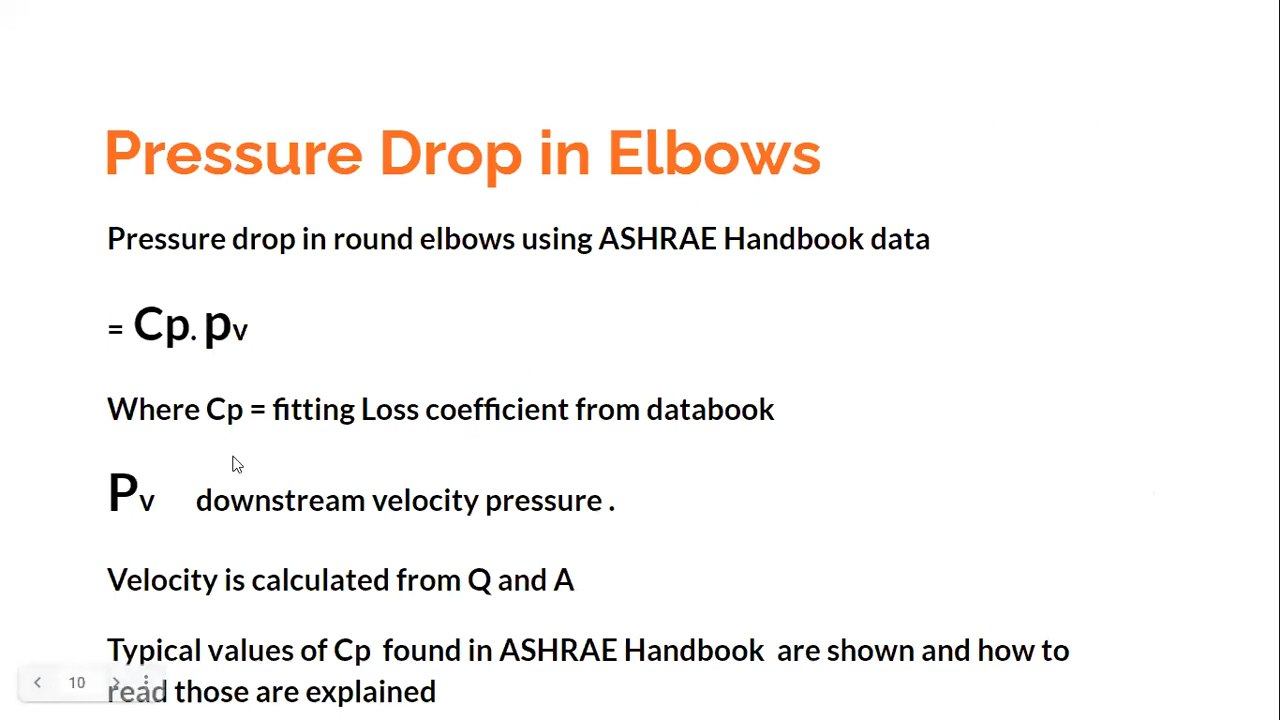 Pressure Drop in Elbows
Pressure drop in round elbows using ASHRAE Handbook data
= Cp. pv
Where Cp = fitting Loss coefficient from databook
Pv downstream velocity pressure .
Velocity is calculated from Q and A
Typical values of Cp found in ASHRAE Handbook are shown and how to
read those are explained
10